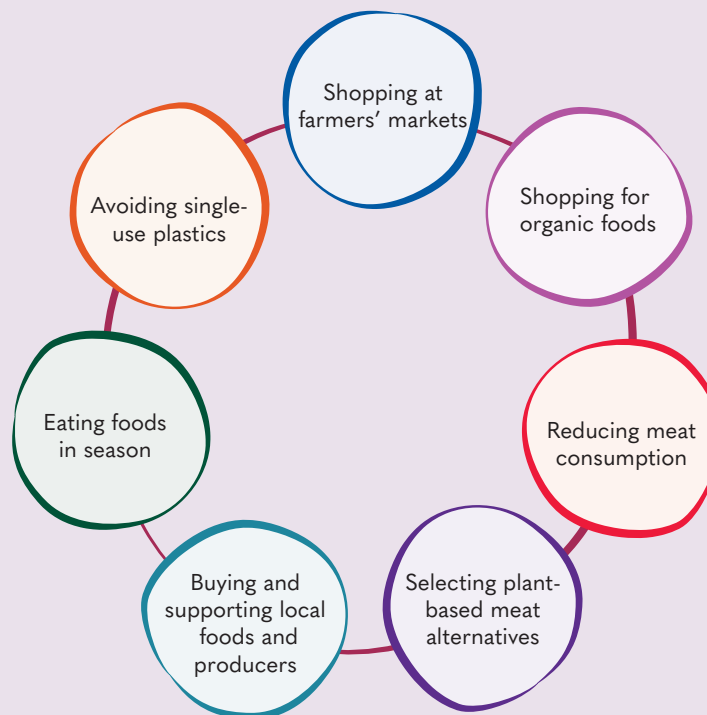 Shopping at
farmers’ markets
Shopping for
organic foods
Reducing meat
consumption
Selecting plant-
based meat
alternatives
Buying and
supporting local
foods and
producers
Eating foods
in season
Avoiding single-
use plastics